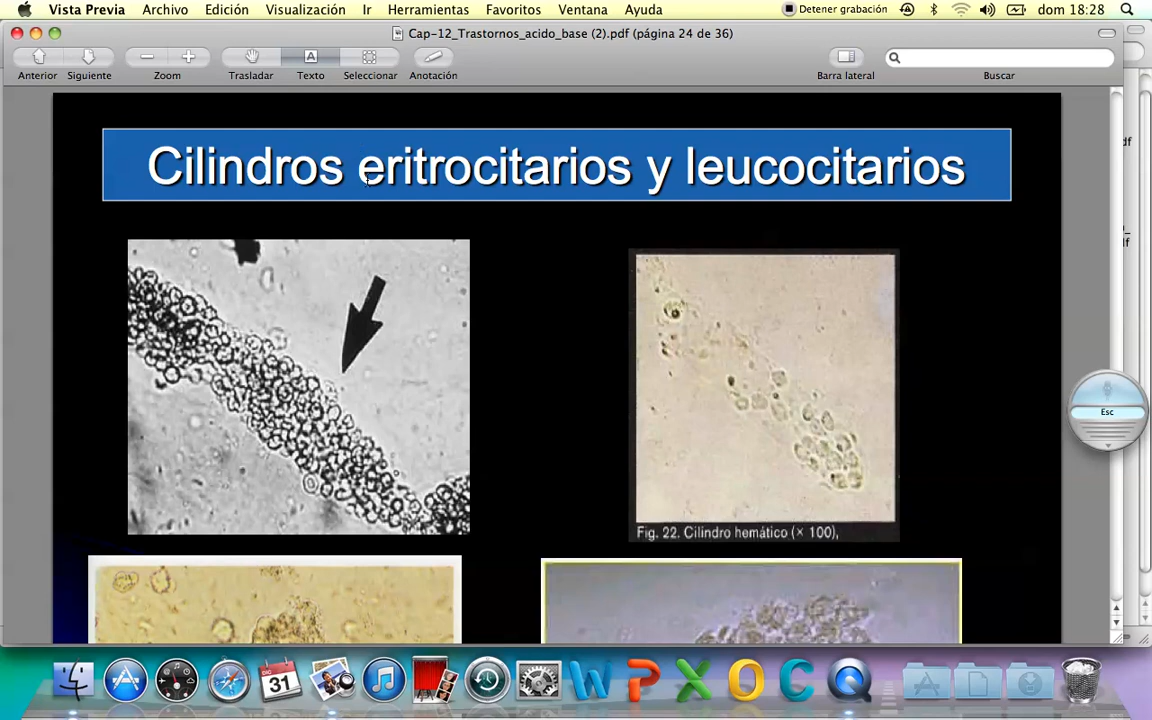 Vista Previa Archivo Edición Visualización Ir Herramientas Favoritos Ventana Ayuda Detener grabación dom 18:28
Cap-12_Trastornos_acido_base (2).pdf (página 24 de 36)
Anterior Siguiente Zoom Trasladar Texto Seleccionar Anotación Barra lateral Buscar
df
Cilindros eritrocitarios y leucocitarios
df
Esc
Fig. 22. Cilindro hemático (× 100),
31
W P X O C